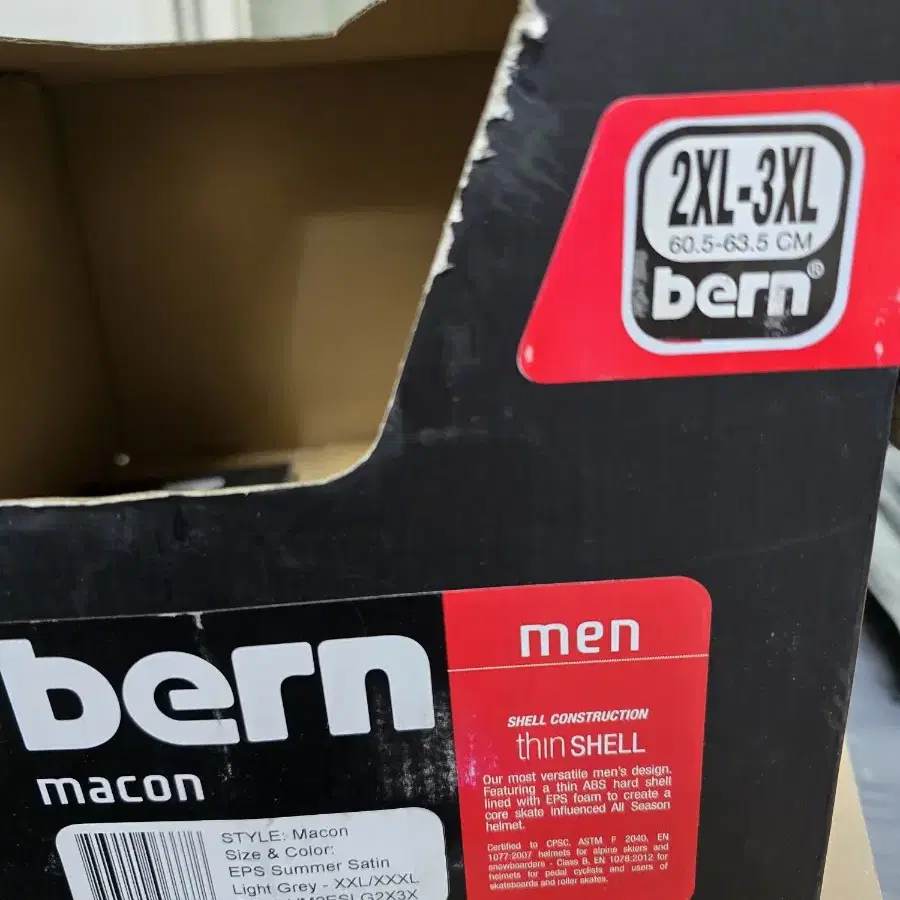 2XL-3XL
60.5-63.5 CM
bern®
bern
macon
men
SHELL CONSTRUCTION
thinSHELL
Our most versatile men's design.
Featuring a thin ABS hard shell
lined with EPS foam to create a
core skate influenced All Season
helmet.
Certified to CPSC, ASTM F 2040, EN
1077:2007 helmets for alpine skiers and
snowboarders - Class B, EN 1078:2012 for
helmets for pedal cyclists and users of
skateboards and roller skates.
STYLE: Macon
Size & Color:
EPS Summer Satin
Light Grey - XXL/XXXL